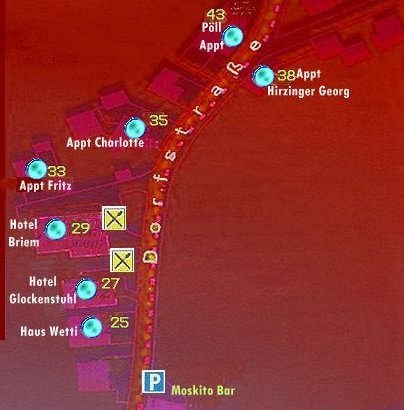 43
Pöll
Appt
38 Appt
Hirzinger Georg
35
Appt Charlotte
33
Appt Fritz
Dorfstraße
Hotel
Briem
29
Hotel
Glockenstuhl
27
Haus Wetti
25
P
Moskito Bar